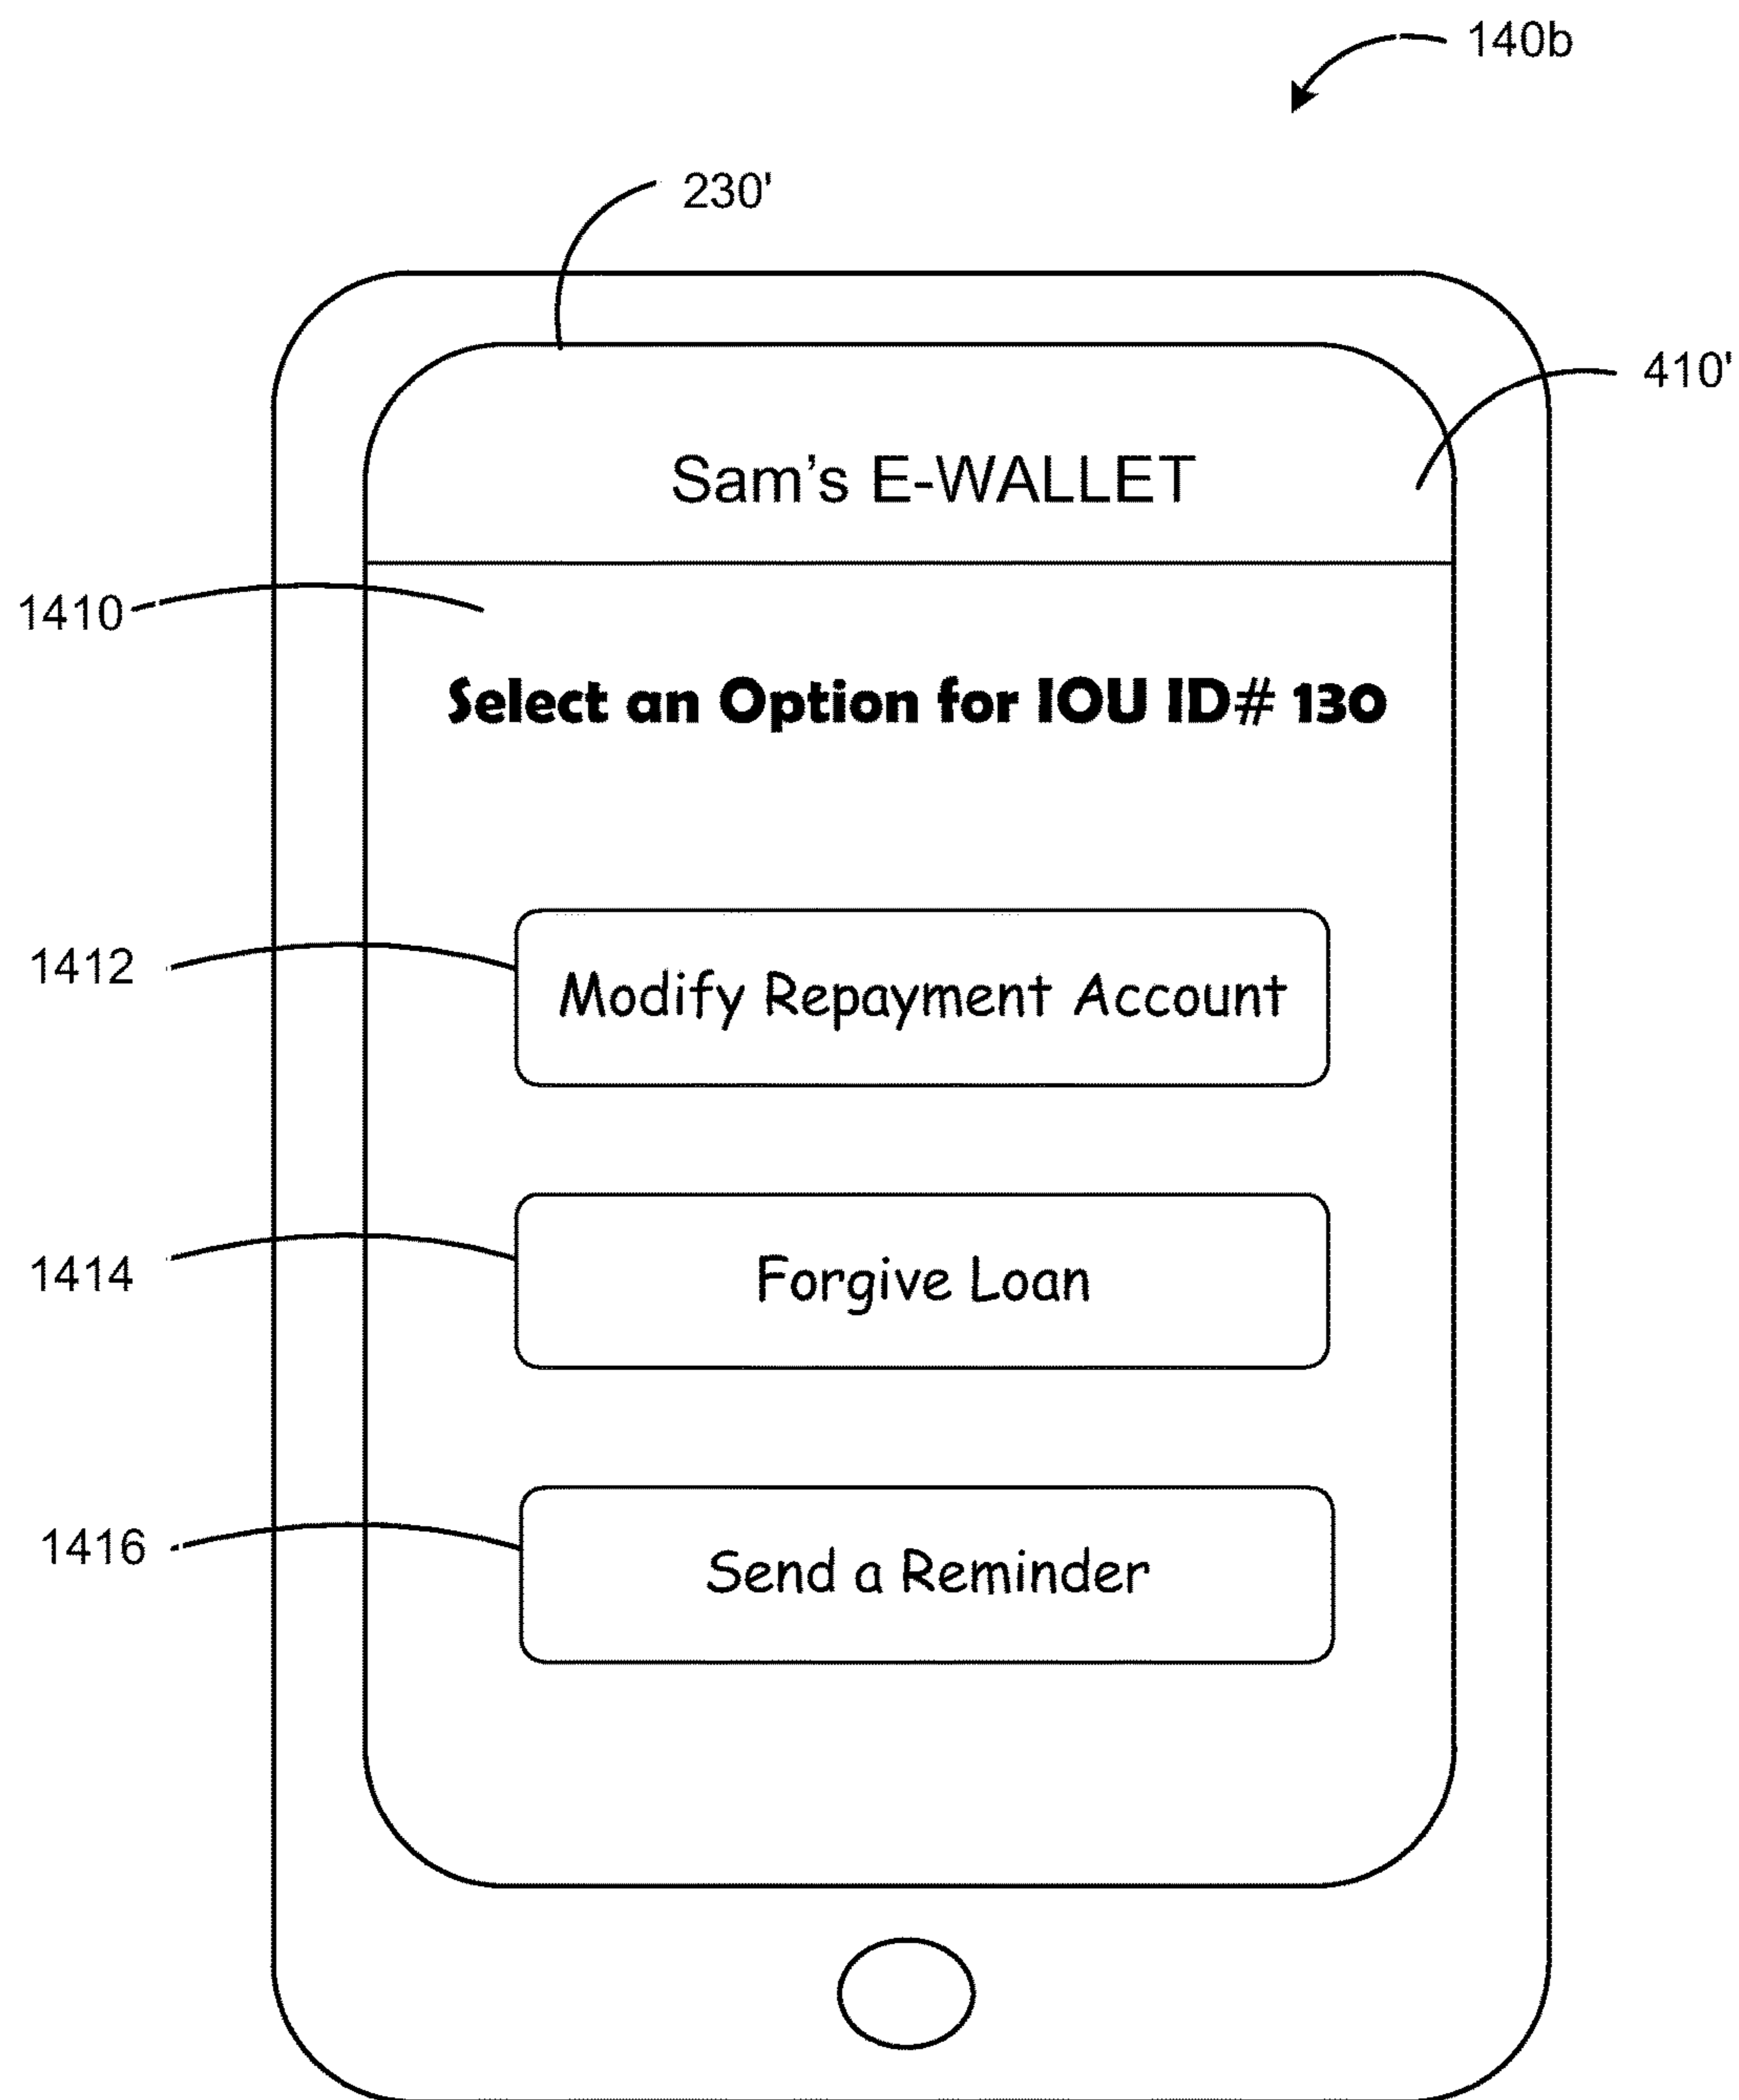 140b
230'
410'
Sam's E-WALLET
1410
Select an Option for IOU ID# 130
1412
Modify Repayment Account
1414
Forgive Loan
1416
Send a Reminder